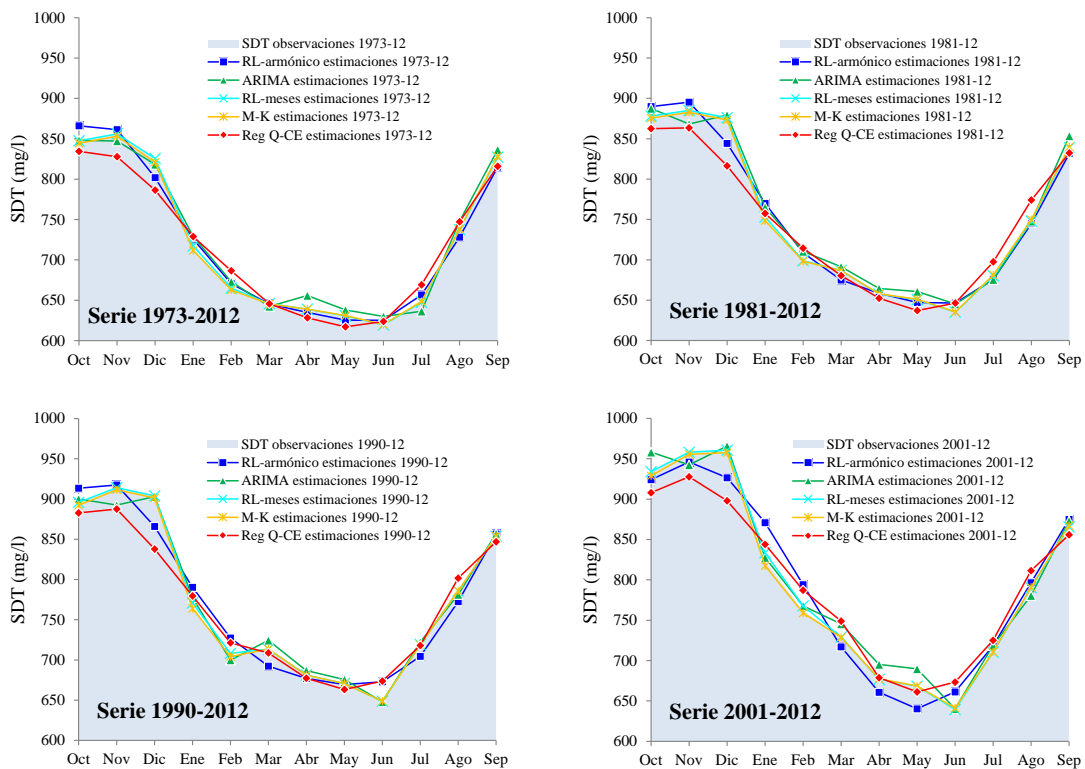 1000
950
900
850
800
750
700
650
600
SDT (mg/l)
SDT observaciones 1973-12
RL-armónico estimaciones 1973-12
ARIMA estimaciones 1973-12
RL-meses estimaciones 1973-12
M-K estimaciones 1973-12
Reg Q-CE estimaciones 1973-12
Serie 1973-2012
Oct Nov Dic Ene Feb Mar Abr May Jun Jul Ago Sep
1000
950
900
850
800
750
700
650
600
SDT (mg/l)
SDT observaciones 1981-12
RL-armónico estimaciones 1981-12
ARIMA estimaciones 1981-12
RL-meses estimaciones 1981-12
M-K estimaciones 1981-12
Reg Q-CE estimaciones 1981-12
Serie 1981-2012
Oct Nov Dic Ene Feb Mar Abr May Jun Jul Ago Sep
1000
900
800
700
600
SDT (mg/l)
SDT observaciones 1990-12
RL-armónico estimaciones 1990-12
ARIMA estimaciones 1990-12
RL-meses estimaciones 1990-12
M-K estimaciones 1990-12
Reg Q-CE estimaciones 1990-12
Serie 1990-2012
Oct Nov Dic Ene Feb Mar Abr May Jun Jul Ago Sep
1000
900
800
700
600
SDT (mg/l)
SDT observaciones 2001-12
RL-armónico estimaciones 2001-12
ARIMA estimaciones 2001-12
RL-meses estimaciones 2001-12
M-K estimaciones 2001-12
Reg Q-CE estimaciones 2001-12
Serie 2001-2012
Oct Nov Dic Ene Feb Mar Abr May Jun Jul Ago Sep